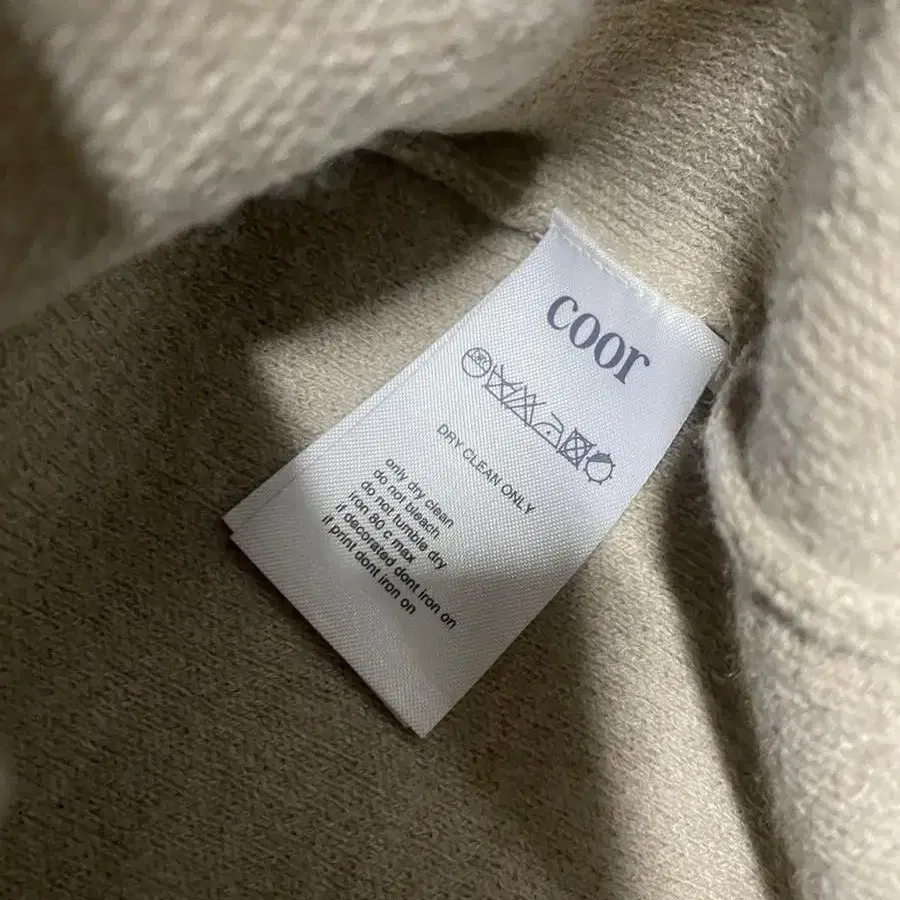 coor
DRY CLEAN ONLY
only dry clean
do not bleach
do not tumble dry
iron 80 c max
if decorated dont iron on
if print dont iron on